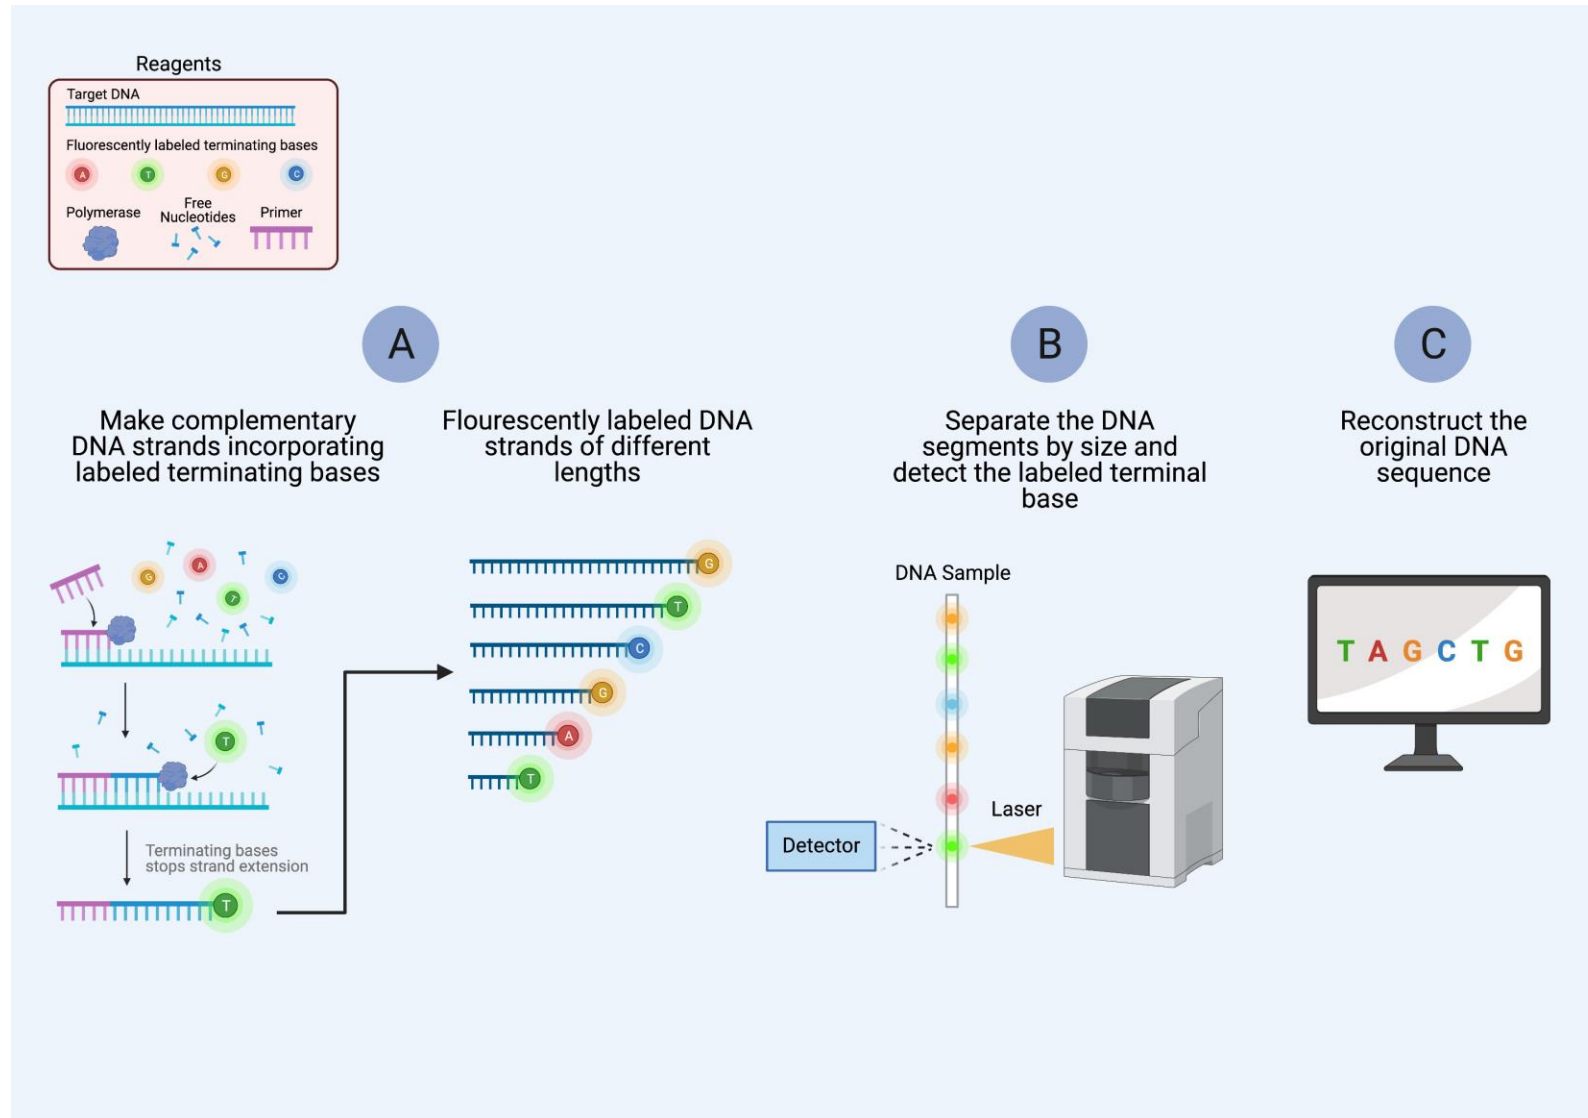 Reagents
Target DNA
Fluorescently labeled terminating bases
A T G C
Polymerase
Free
Nucleotides
Primer
A
Make complementary
DNA strands incorporating
labeled terminating bases
G A T C
T
Terminating bases
stops strand extension
T
Flourescently labeled DNA
strands of different
lengths
G
T
C
G
A
T
B
Separate the DNA
segments by size and
detect the labeled terminal
base
DNA Sample
Laser
Detector
C
Reconstruct the
original DNA
sequence
T A G C T G